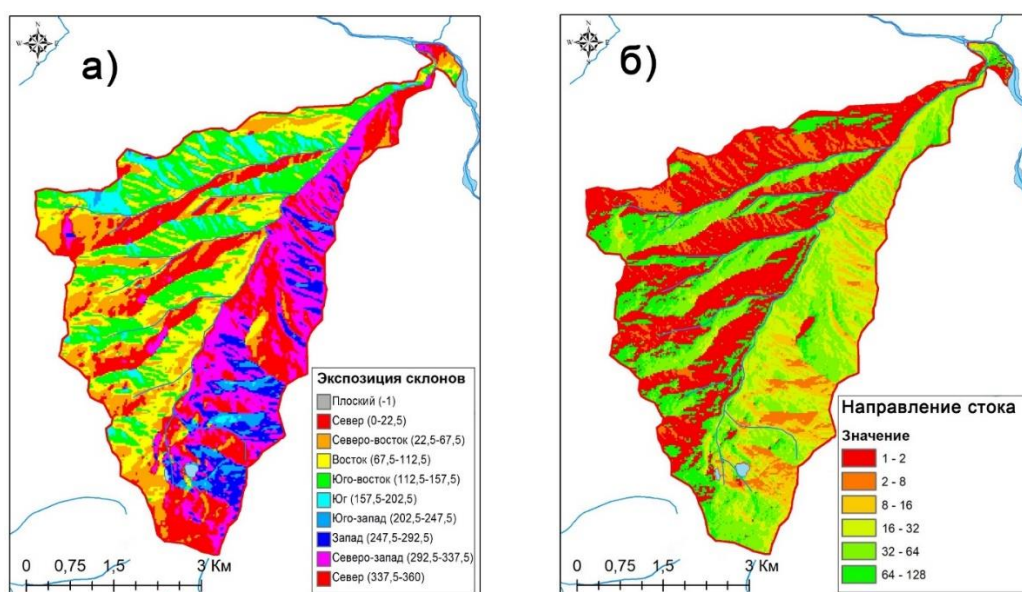 а)
N
W
E
S
Экспозиция склонов
Плоский (-1)
Север (0-22,5)
Северо-восток (22,5-67,5)
Восток (67,5-112,5)
Юго-восток (112,5-157,5)
Юг (157,5-202,5)
Юго-запад (202,5-247,5)
Запад (247,5-292,5)
Северо-запад (292,5-337,5)
Север (337,5-360)
0 0,75 1,5 3 Км
б)
N
W
E
S
Направление стока
Значение
1 - 2
2 - 8
8 - 16
16 - 32
32 - 64
64 - 128
0 0,75 1,5 3 Км